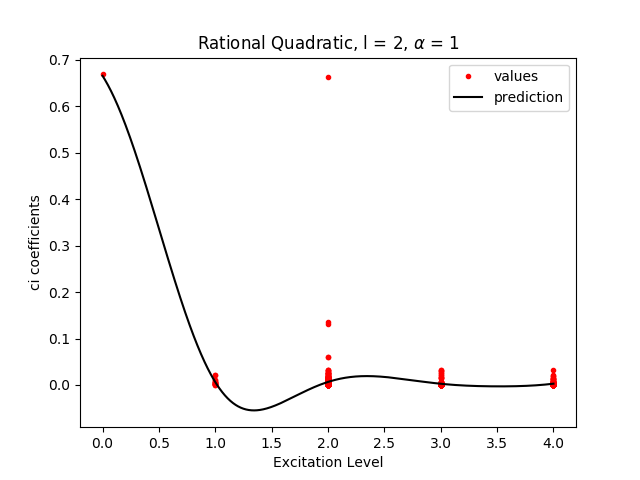 Rational Quadratic, l = 2, α = 1
values
prediction
0.7
0.6
0.5
0.4
0.3
0.2
0.1
0.0
ci coefficients
0.0 0.5 1.0 1.5 2.0 2.5 3.0 3.5 4.0
Excitation Level